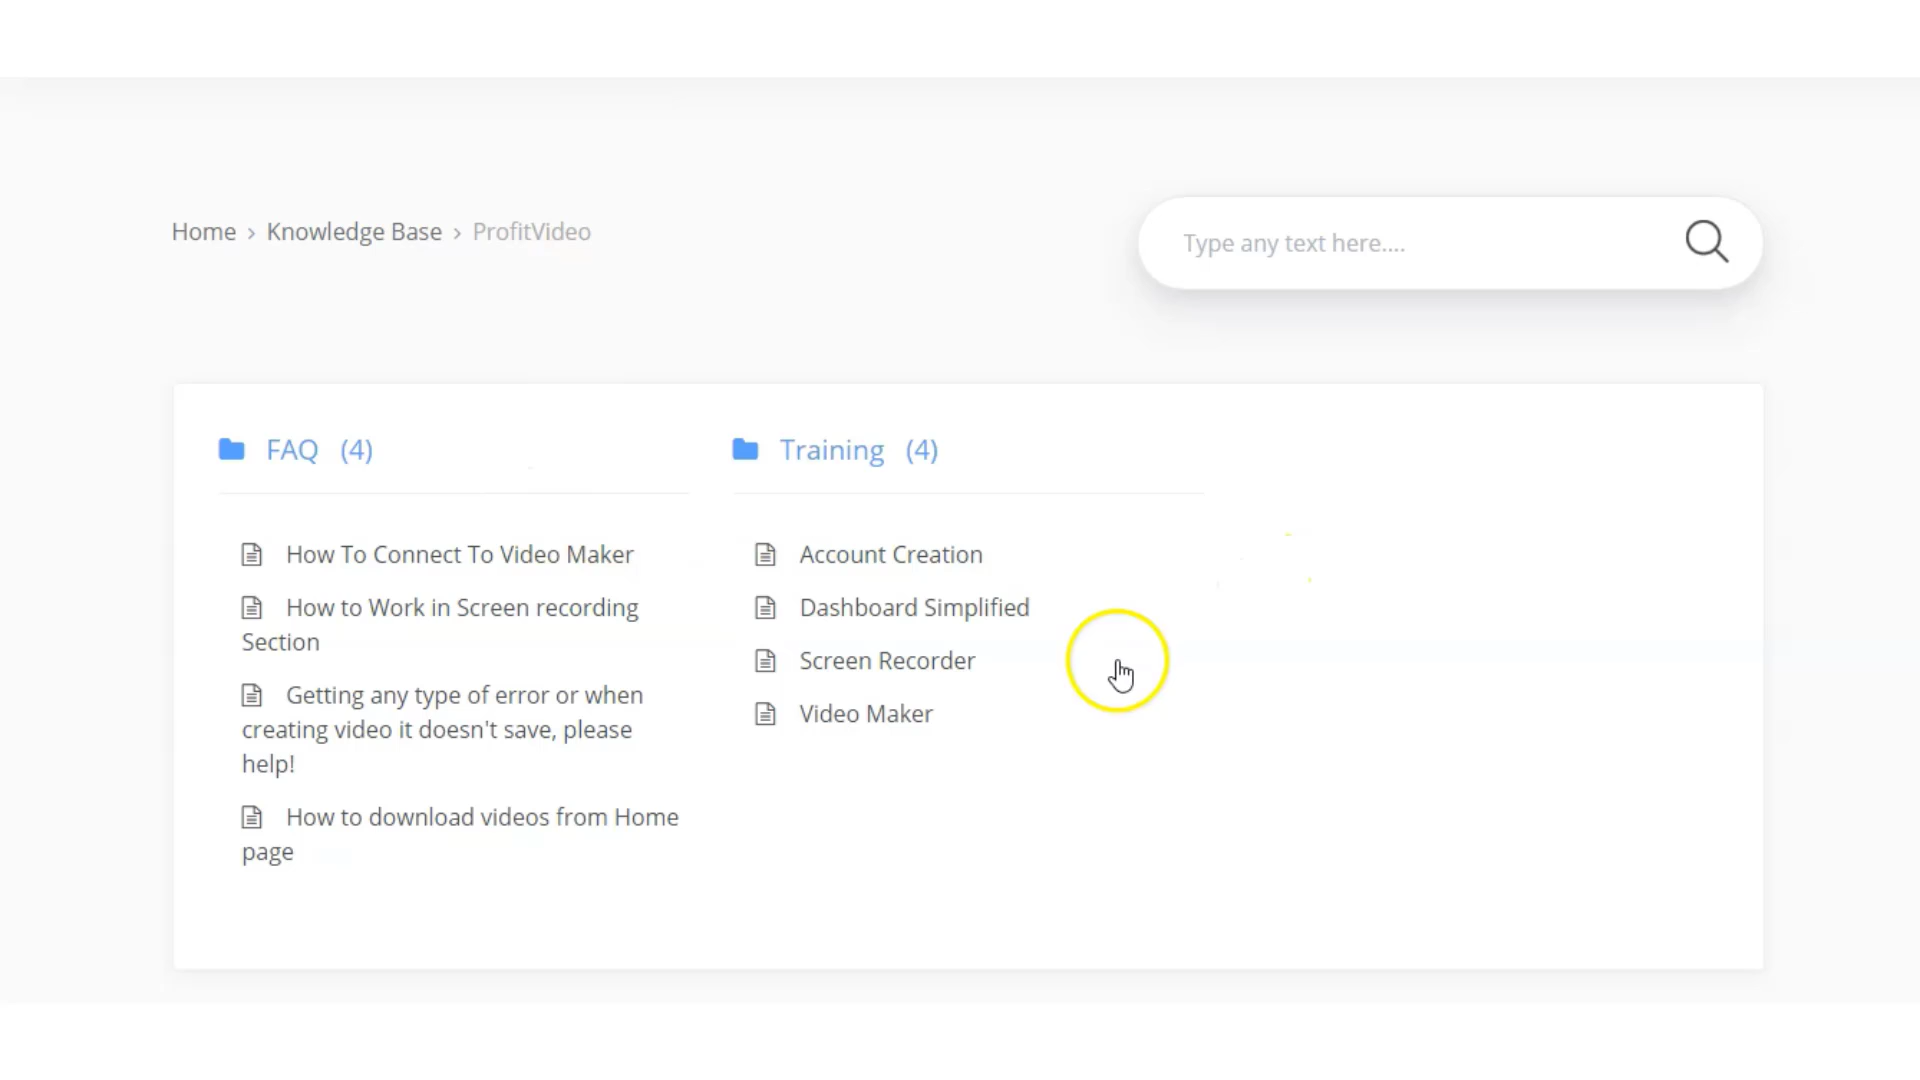 Home › Knowledge Base › ProfitVideo
Type any text here....
FAQ (4)
How To Connect To Video Maker
How to Work in Screen recording
Section
Getting any type of error or when
creating video it doesn't save, please
help!
How to download videos from Home
page
Training (4)
Account Creation
Dashboard Simplified
Screen Recorder
Video Maker